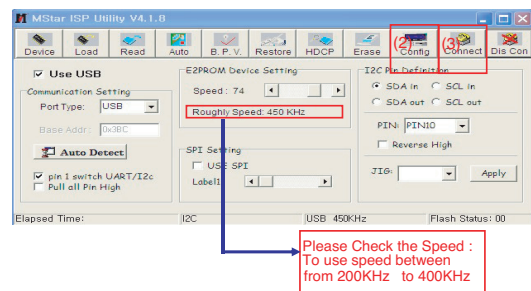 MStar ISP Utility V4.1.8
Device Load Read Auto B. P. V. Restore HDCP Erase Config Connect Dis Con
(2) (3)
Use USB
Communication Setting
Port Type: USB
Base Addr: 0x3BC
Auto Detect
pin 1 switch UART/I2c
Pull all Pin High
E2PROM Device Setting
Speed: 74
Roughly Speed: 450 KHz
SPI Setting
USE SPI
Label1
I2C Pin Definition
SDA in SCL in
SDA out SCL out
PIN: PIN10
Reverse High
JIG: Apply
Elapsed Time: I2C USB 450KHz Flash Status: 00
Please Check the Speed :
To use speed between
from 200KHz to 400KHz